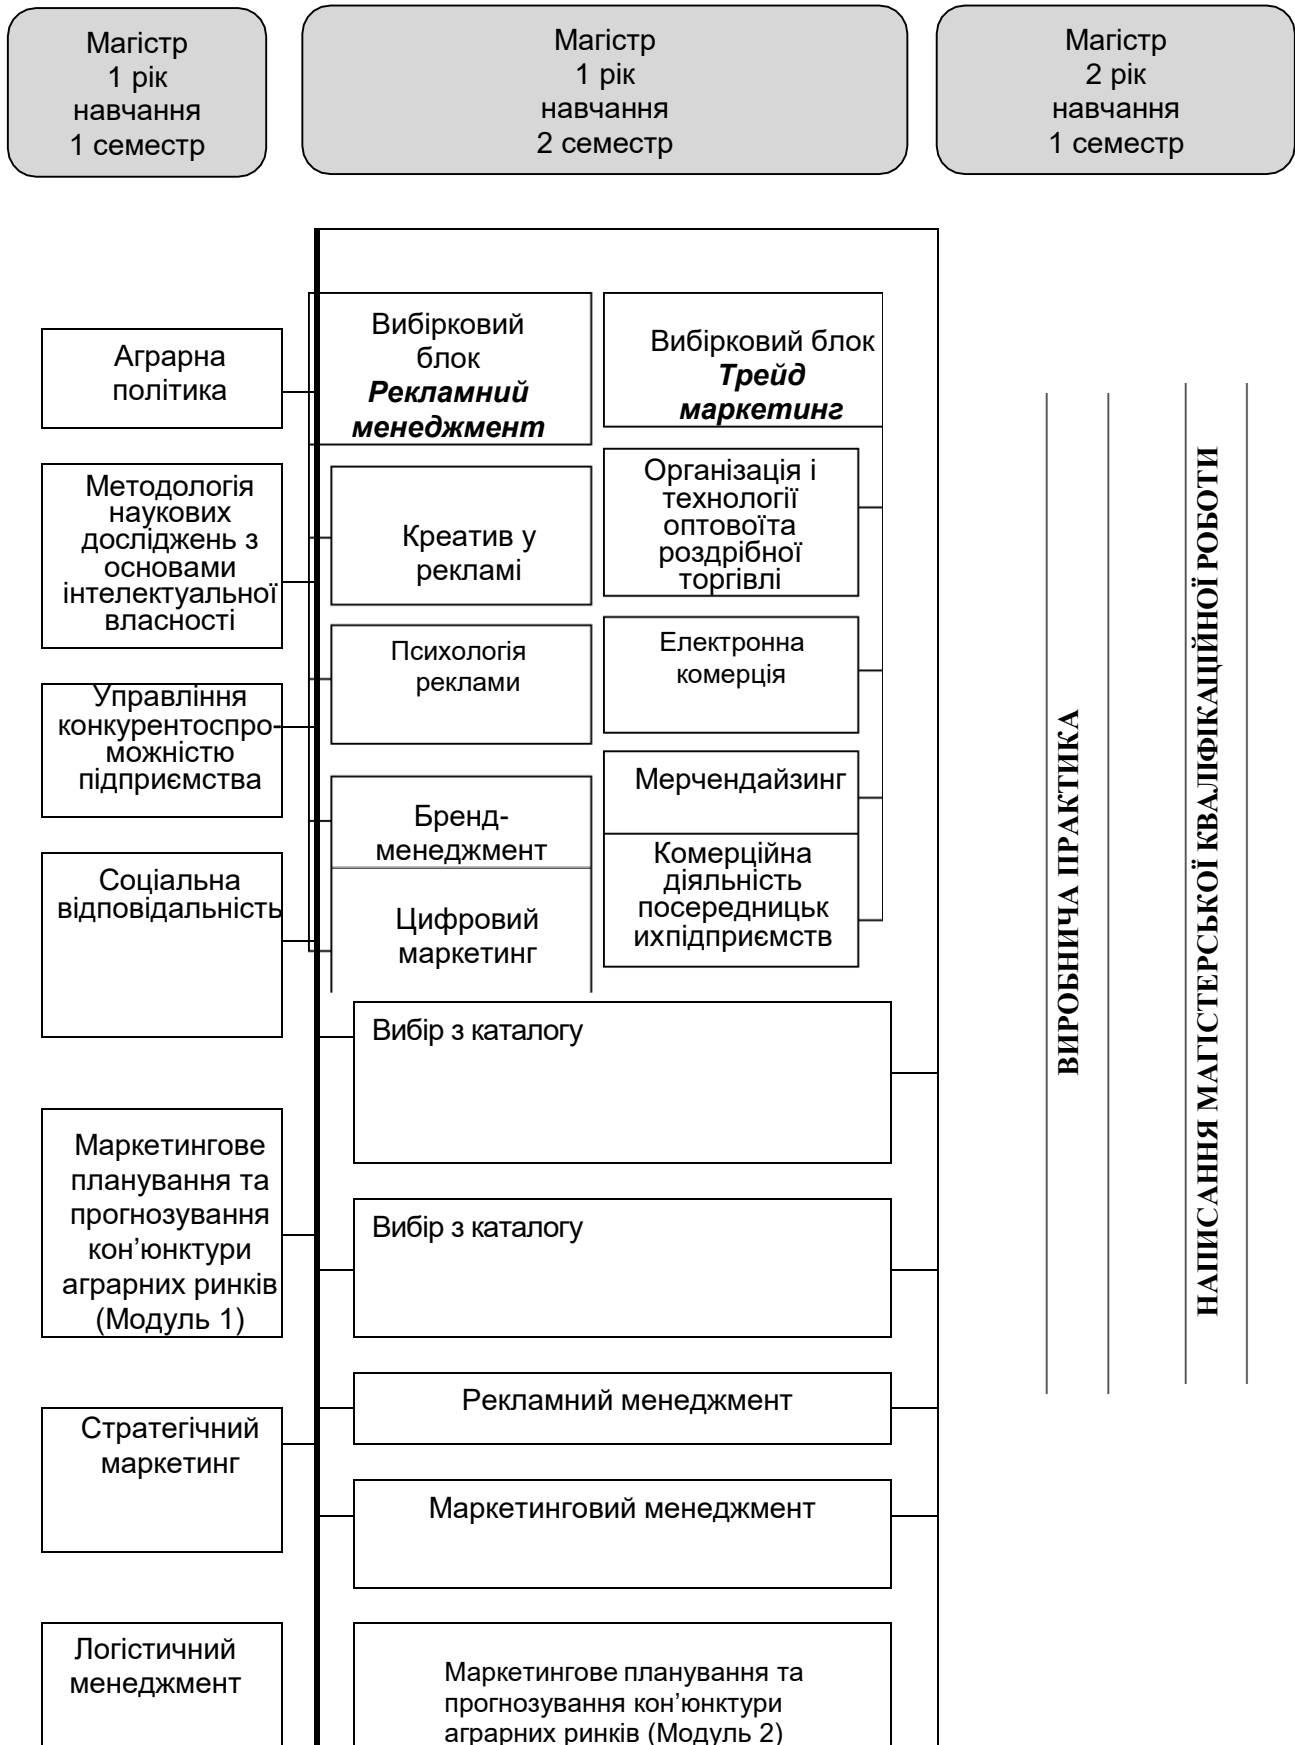 Магістр
1 рік
навчання
1 семестр
Магістр
1 рік
навчання
2 семестр
Магістр
2 рік
навчання
1 семестр
Аграрна
політика
Методологія
наукових
досліджень з
основами
інтелектуальної
власності
Управління
конкурентоспро-
можністю
підприємства
Соціальна
відповідальність
Маркетингове
планування та
прогнозування
кон’юнктури
аграрних ринків
(Модуль 1)
Стратегічний
маркетинг
Логістичний
менеджмент
Вибірковий
блок
Рекламний
менеджмент
Креатив у
рекламі
Психологія
реклами
Бренд-
менеджмент
Цифровий
маркетинг
Вибірковий блок
Трейд
маркетинг
Організація і
технології
оптовоїта
роздрібної
торгівлі
Електронна
комерція
Мерчендайзинг
Комерційна
діяльність
посередницьк
ихпідприємств
Вибір з каталогу
Вибір з каталогу
Рекламний менеджмент
Маркетинговий менеджмент
Маркетингове планування та
прогнозування кон’юнктури
аграрних ринків (Модуль 2)
ВИРОБНИЧА ПРАКТИКА
НАПИСАННЯ МАГІСТЕРСЬКОЇ КВАЛІФІКАЦІЙНОЇ РОБОТИ